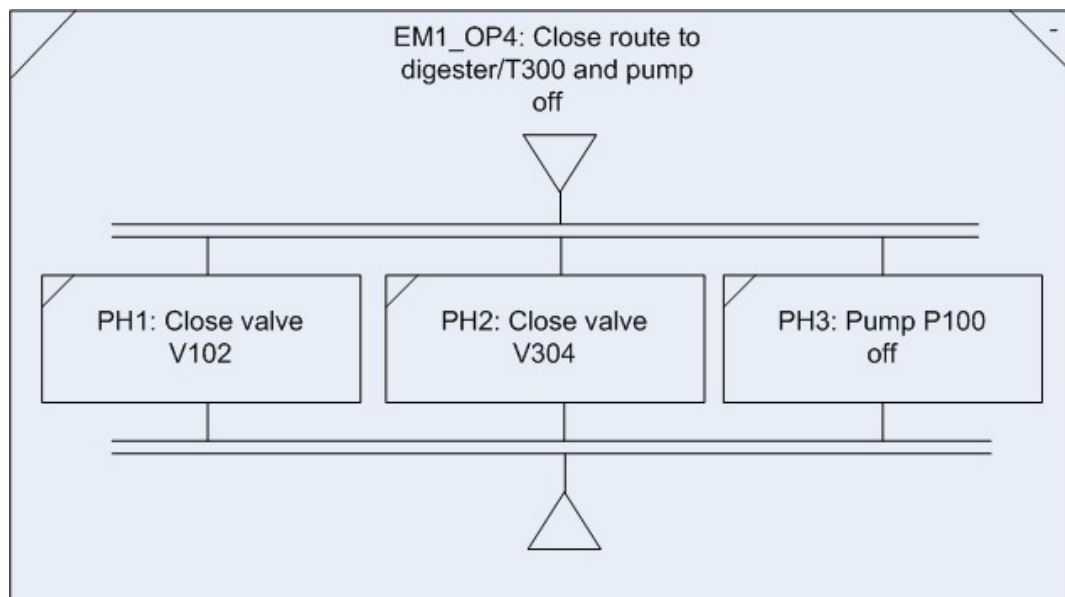 EM1_OP4: Close route to
digester/T300 and pump
off
-
PH1: Close valve
V102
PH2: Close valve
V304
PH3: Pump P100
off